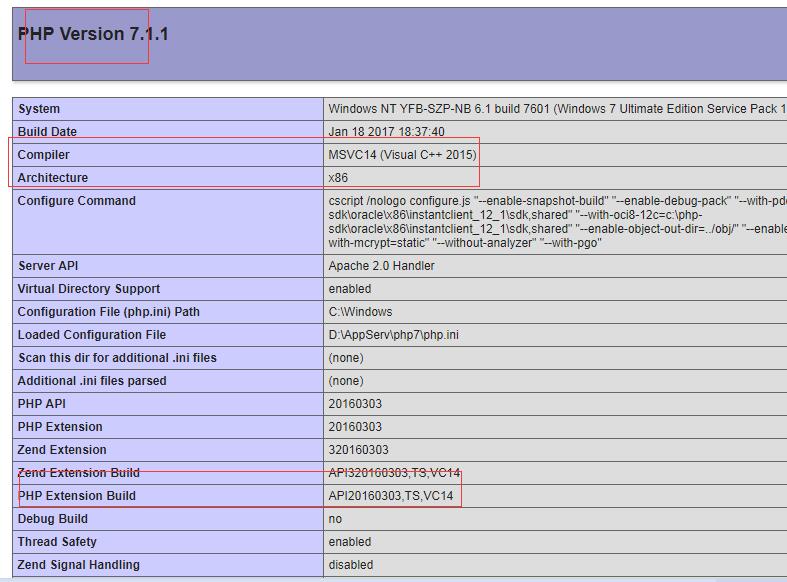 PHP Version 7.1.1
System Windows NT YFB-SZP-NB 6.1 build 7601 (Windows 7 Ultimate Edition Service Pack 1
Build Date Jan 18 2017 18:37:40
Compiler MSVC14 (Visual C++ 2015)
Architecture x86
Configure Command cscript /nologo configure.js "--enable-snapshot-build" "--enable-debug-pack" "--with-pdo
sdk\oracle\x86\instantclient_12_1\sdk,shared" "--with-oci8-12c=c:\php-
sdk\oracle\x86\instantclient_12_1\sdk,shared" "--enable-object-out-dir=../obj/" "--enable
with-mcrypt=static" "--without-analyzer" "--with-pgo"
Server API Apache 2.0 Handler
Virtual Directory Support enabled
Configuration File (php.ini) Path C:\Windows
Loaded Configuration File D:\AppServ\php7\php.ini
Scan this dir for additional .ini files (none)
Additional .ini files parsed (none)
PHP API 20160303
PHP Extension 20160303
Zend Extension 320160303
Zend Extension Build API320160303,TS,VC14
PHP Extension Build API20160303,TS,VC14
Debug Build no
Thread Safety enabled
Zend Signal Handling disabled